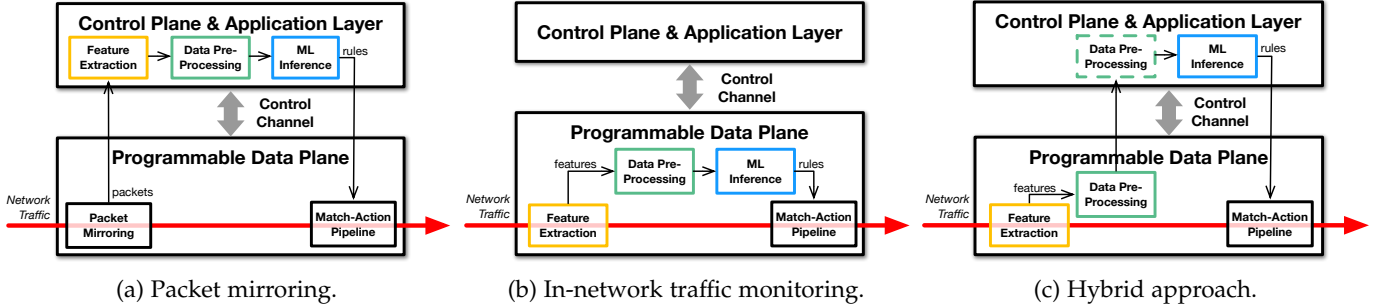 Control Plane & Application Layer
Feature
Extraction
Data Pre-
Processing
ML
Inference
rules
Control
Channel
Programmable Data Plane
packets
Network
Traffic
Packet
Mirroring
Match-Action
Pipeline
(a) Packet mirroring.
Control Plane & Application Layer
Control
Channel
Programmable Data Plane
features
Data Pre-
Processing
ML
Inference
rules
Network
Traffic
Feature
Extraction
Match-Action
Pipeline
(b) In-network traffic monitoring.
Control Plane & Application Layer
Data Pre-
Processing
ML
Inference
rules
Control
Channel
Programmable Data Plane
features
Data Pre-
Processing
Network
Traffic
Feature
Extraction
Match-Action
Pipeline
(c) Hybrid approach.